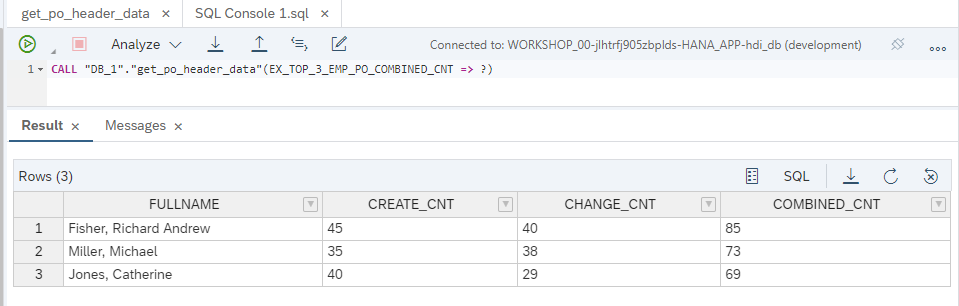 get_po_header_data × SQL Console 1.sql ×
Analyze Connected to: WORKSHOP_00-jlhtrfj905zbplds-HANA_APP-hdi_db (development)
1 CALL "DB_1"."get_po_header_data"(EX_TOP_3_EMP_PO_COMBINED_CNT => ?)
Result × Messages ×
Rows (3) SQL
FULLNAME CREATE_CNT CHANGE_CNT COMBINED_CNT
1 Fisher, Richard Andrew 45 40 85
2 Miller, Michael 35 38 73
3 Jones, Catherine 40 29 69